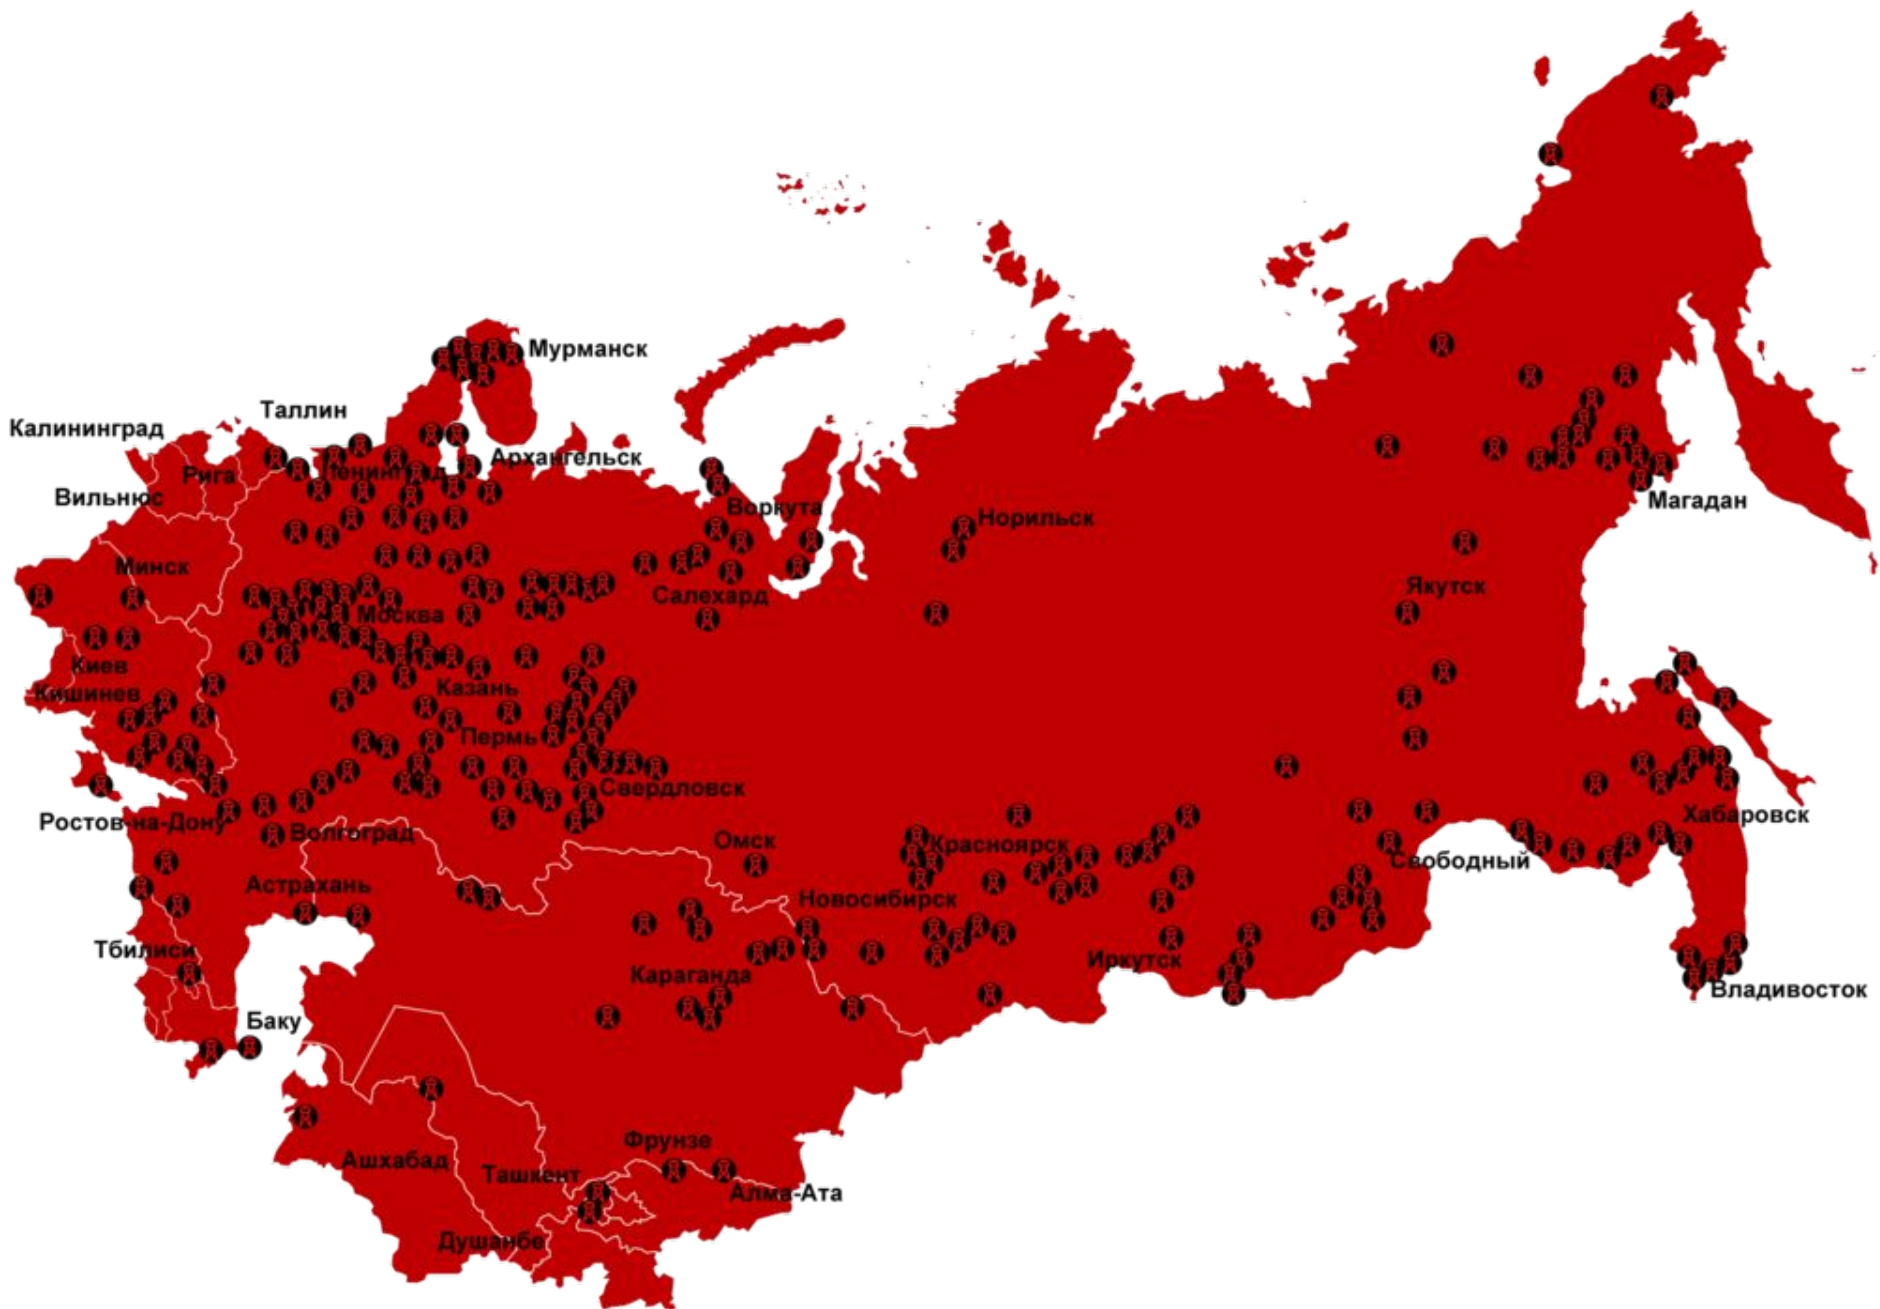 Мурманск
Таллин
Калининград
Архангельск
Ленинград
Рига
Вильнюс
Магадан
Воркута
Норильск
Минск
Якутск
Салехард
Москва
Киев
Казань
Кишинев
Пермь
Свердловск
Хабаровск
Ростов-на-Дону
Волгоград
Омск
Красноярск
Свободный
Астрахань
Новосибирск
Тбилиси
Иркутск
Караганда
Владивосток
Баку
Фрунзе
Ашхабад
Ташкент
Алма-Ата
Душанбе